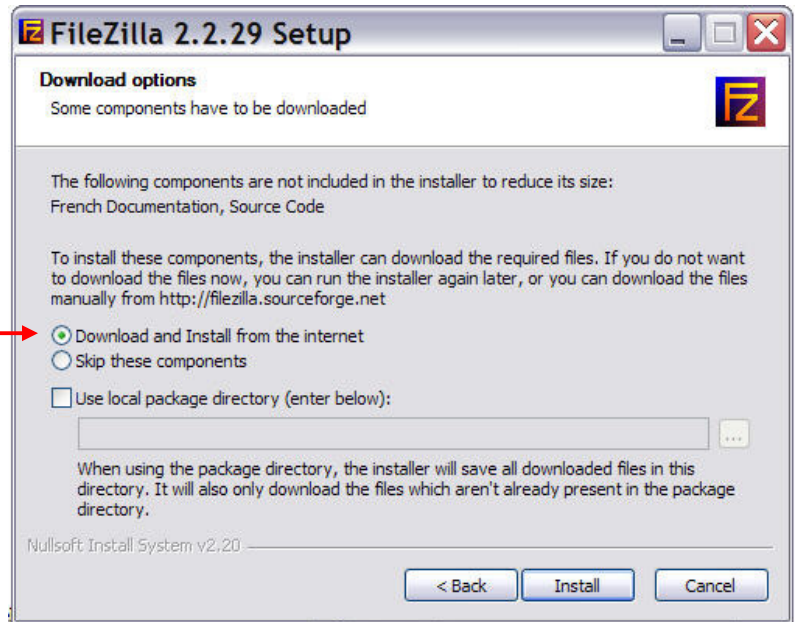 FileZilla 2.2.29 Setup
Download options
Some components have to be downloaded
FZ
The following components are not included in the installer to reduce its size:
French Documentation, Source Code
To install these components, the installer can download the required files. If you do not want
to download the files now, you can run the installer again later, or you can download the files
manually from http://filezilla.sourceforge.net
Download and Install from the internet
Skip these components
Use local package directory (enter below):
...
When using the package directory, the installer will save all downloaded files in this
directory. It will also only download the files which aren't already present in the package
directory.
Nullsoft Install System v2.20
< Back
Install
Cancel